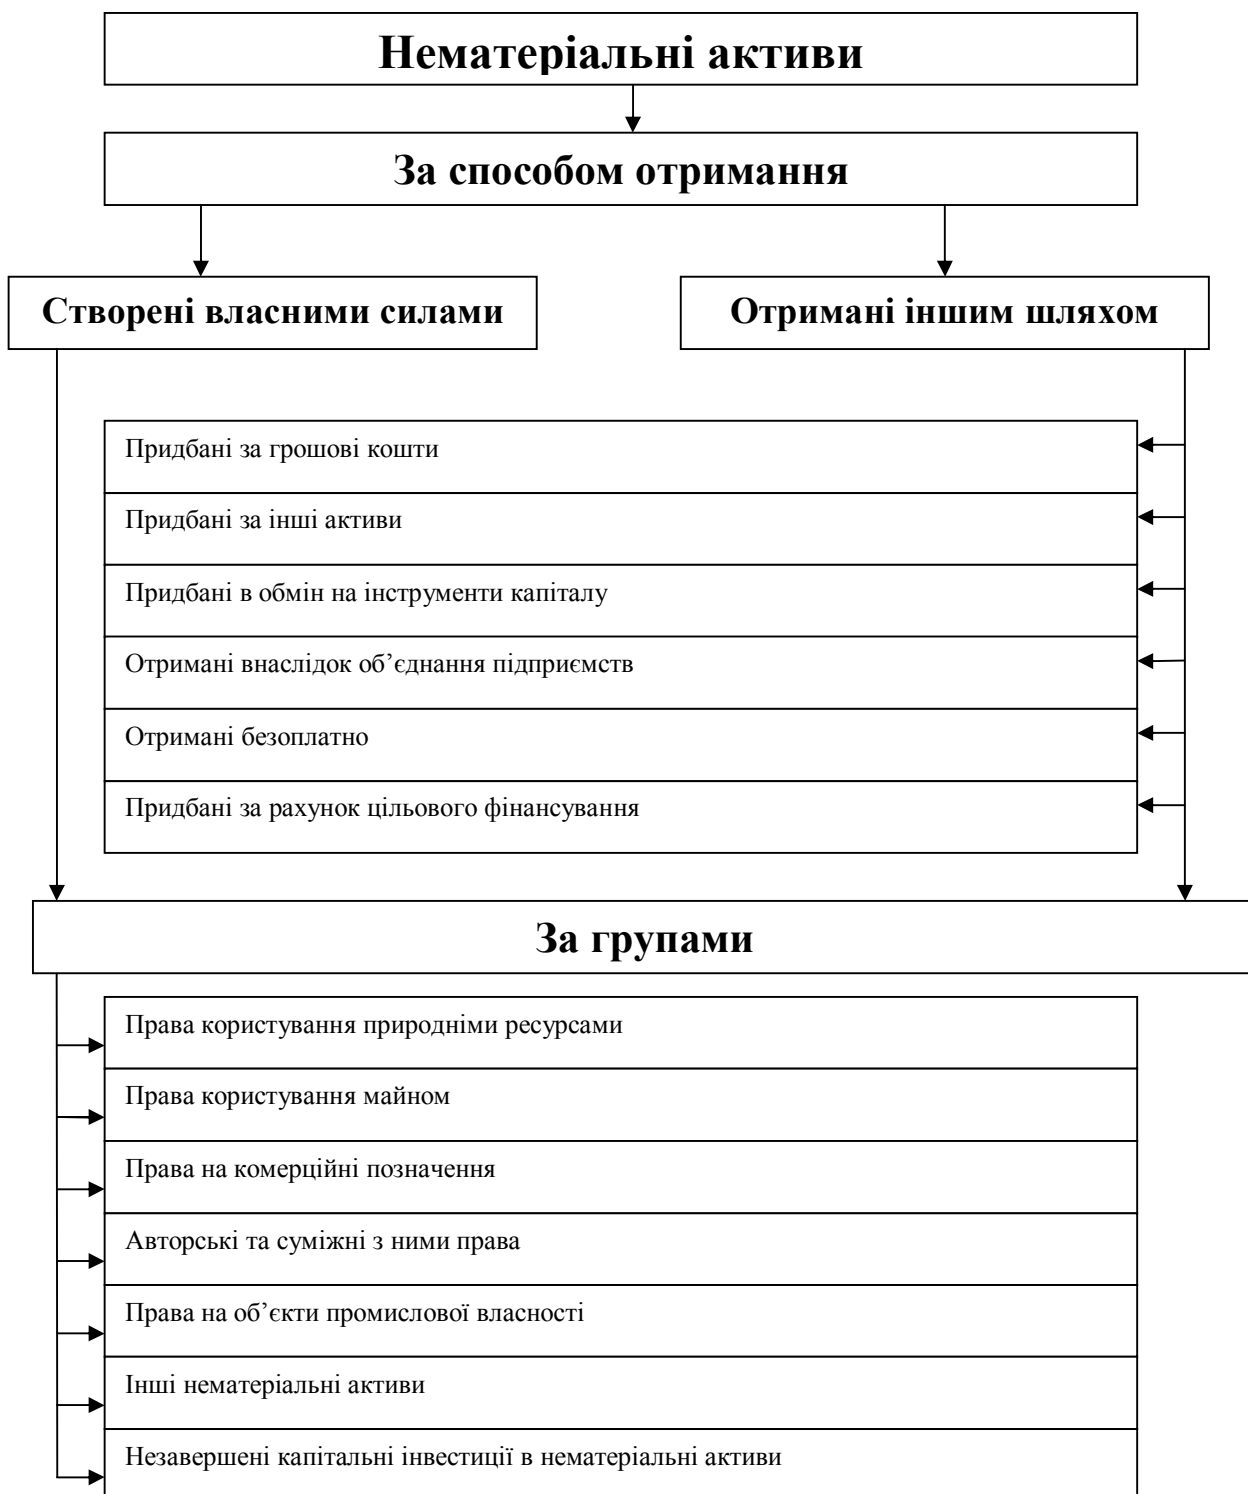 Нематеріальні активи
За способом отримання
Створені власними силами
Отримані іншим шляхом
Придбані за грошові кошти
Придбані за інші активи
Придбані в обмін на інструменти капіталу
Отримані внаслідок об’єднання підприємств
Отримані безоплатно
Придбані за рахунок цільового фінансування
За групами
Права користування природніми ресурсами
Права користування майном
Права на комерційні позначення
Авторські та суміжні з ними права
Права на об’єкти промислової власності
Інші нематеріальні активи
Незавершені капітальні інвестиції в нематеріальні активи